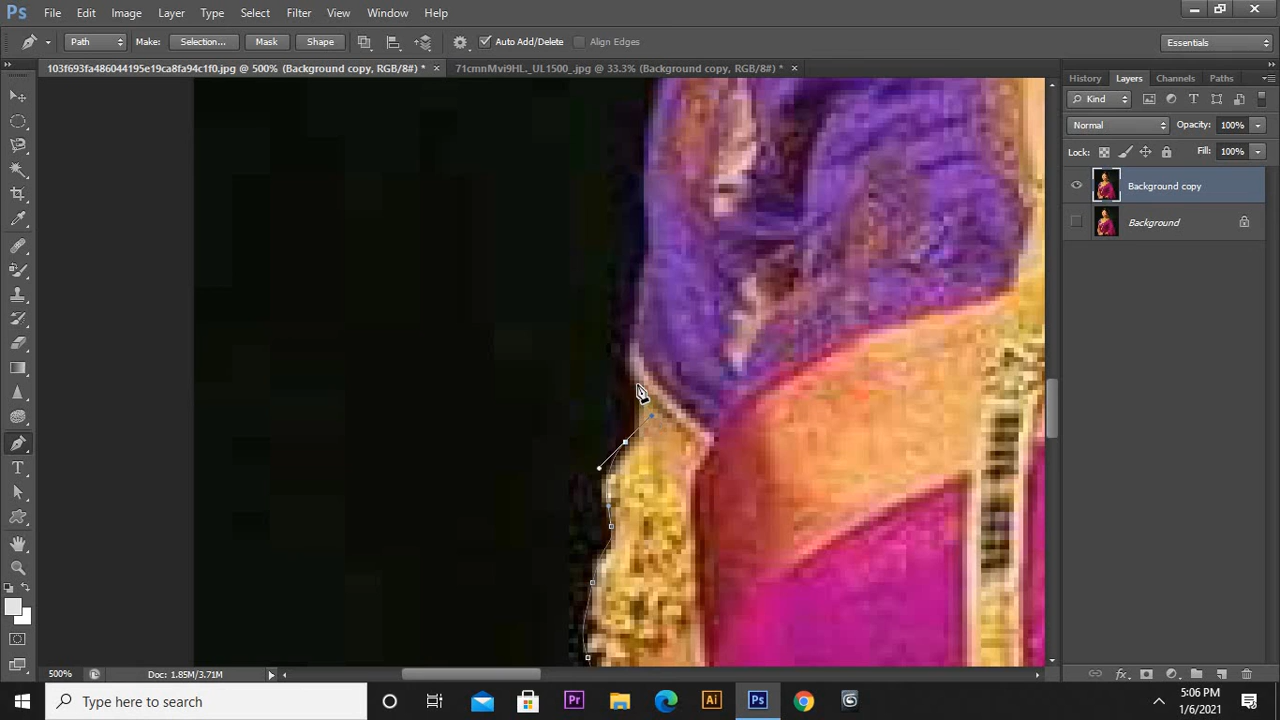 Ps File Edit Image Layer Type Select Filter View Window Help
Path Make: Selection... Mask Shape Auto Add/Delete Align Edges Essentials
103f693fa486044195e19ca8fa94c1f0.jpg @ 500% (Background copy, RGB/8#) * × 71cmnMvi9HL._UL1500_.jpg @ 33.3% (Background copy, RGB/8#) * ×
History Layers Channels Paths
Kind
Normal Opacity: 100%
Lock: Fill: 100%
Background copy
Background
500% Doc: 1.85M/3.71M
Type here to search
Pr Ai Ps
5:06 PM
1/6/2021